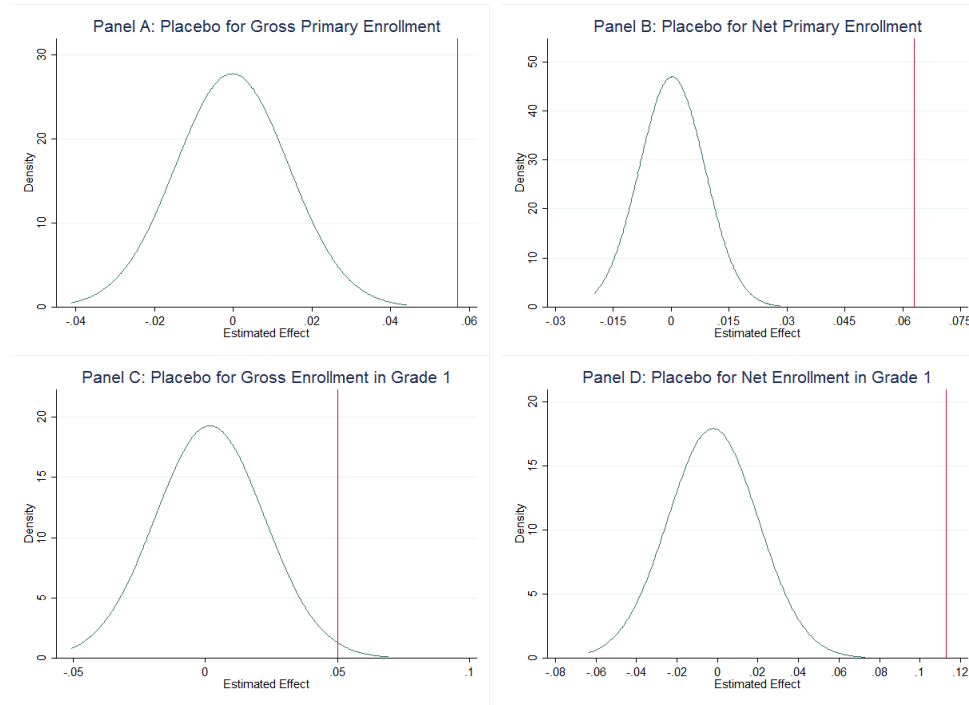 Panel A: Placebo for Gross Primary Enrollment
Density
30
20
10
0
-.04 -.02 0 .02 .04 .06
Estimated Effect
Panel B: Placebo for Net Primary Enrollment
Density
50
40
30
20
10
0
-.03 -.015 0 .015 .03 .045 .06 .075
Estimated Effect
Panel C: Placebo for Gross Enrollment in Grade 1
Density
20
15
10
5
0
-.05 0 .05 .1
Estimated Effect
Panel D: Placebo for Net Enrollment in Grade 1
Density
20
15
10
5
0
-.08 -.06 -.04 -.02 0 .02 .04 .06 .08 .1 .12
Estimated Effect